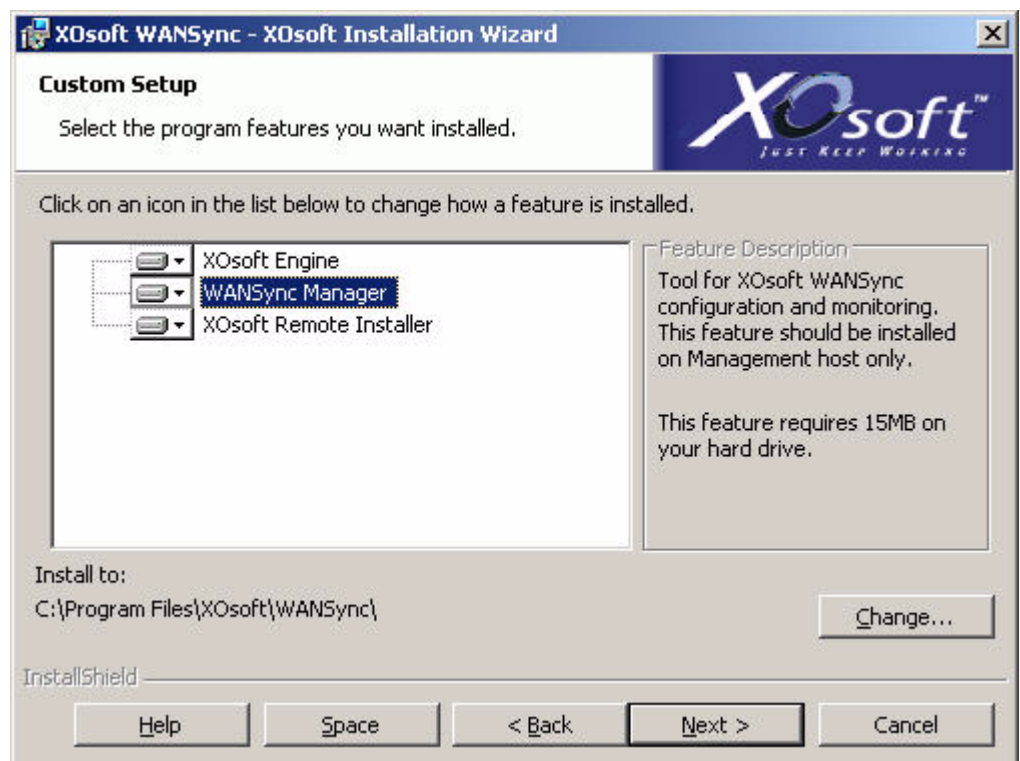 XOsoft WANSync - XOsoft Installation Wizard
Custom Setup
Select the program features you want installed.
XOsoft™
JUST KEEP WORKING
Click on an icon in the list below to change how a feature is installed.
XOsoft Engine
WANSync Manager
XOsoft Remote Installer
Feature Description
Tool for XOsoft WANSync
configuration and monitoring.
This feature should be installed
on Management host only.
This feature requires 15MB on
your hard drive.
Install to:
C:\Program Files\XOsoft\WANSync\
Change...
InstallShield
Help
Space
< Back
Next >
Cancel